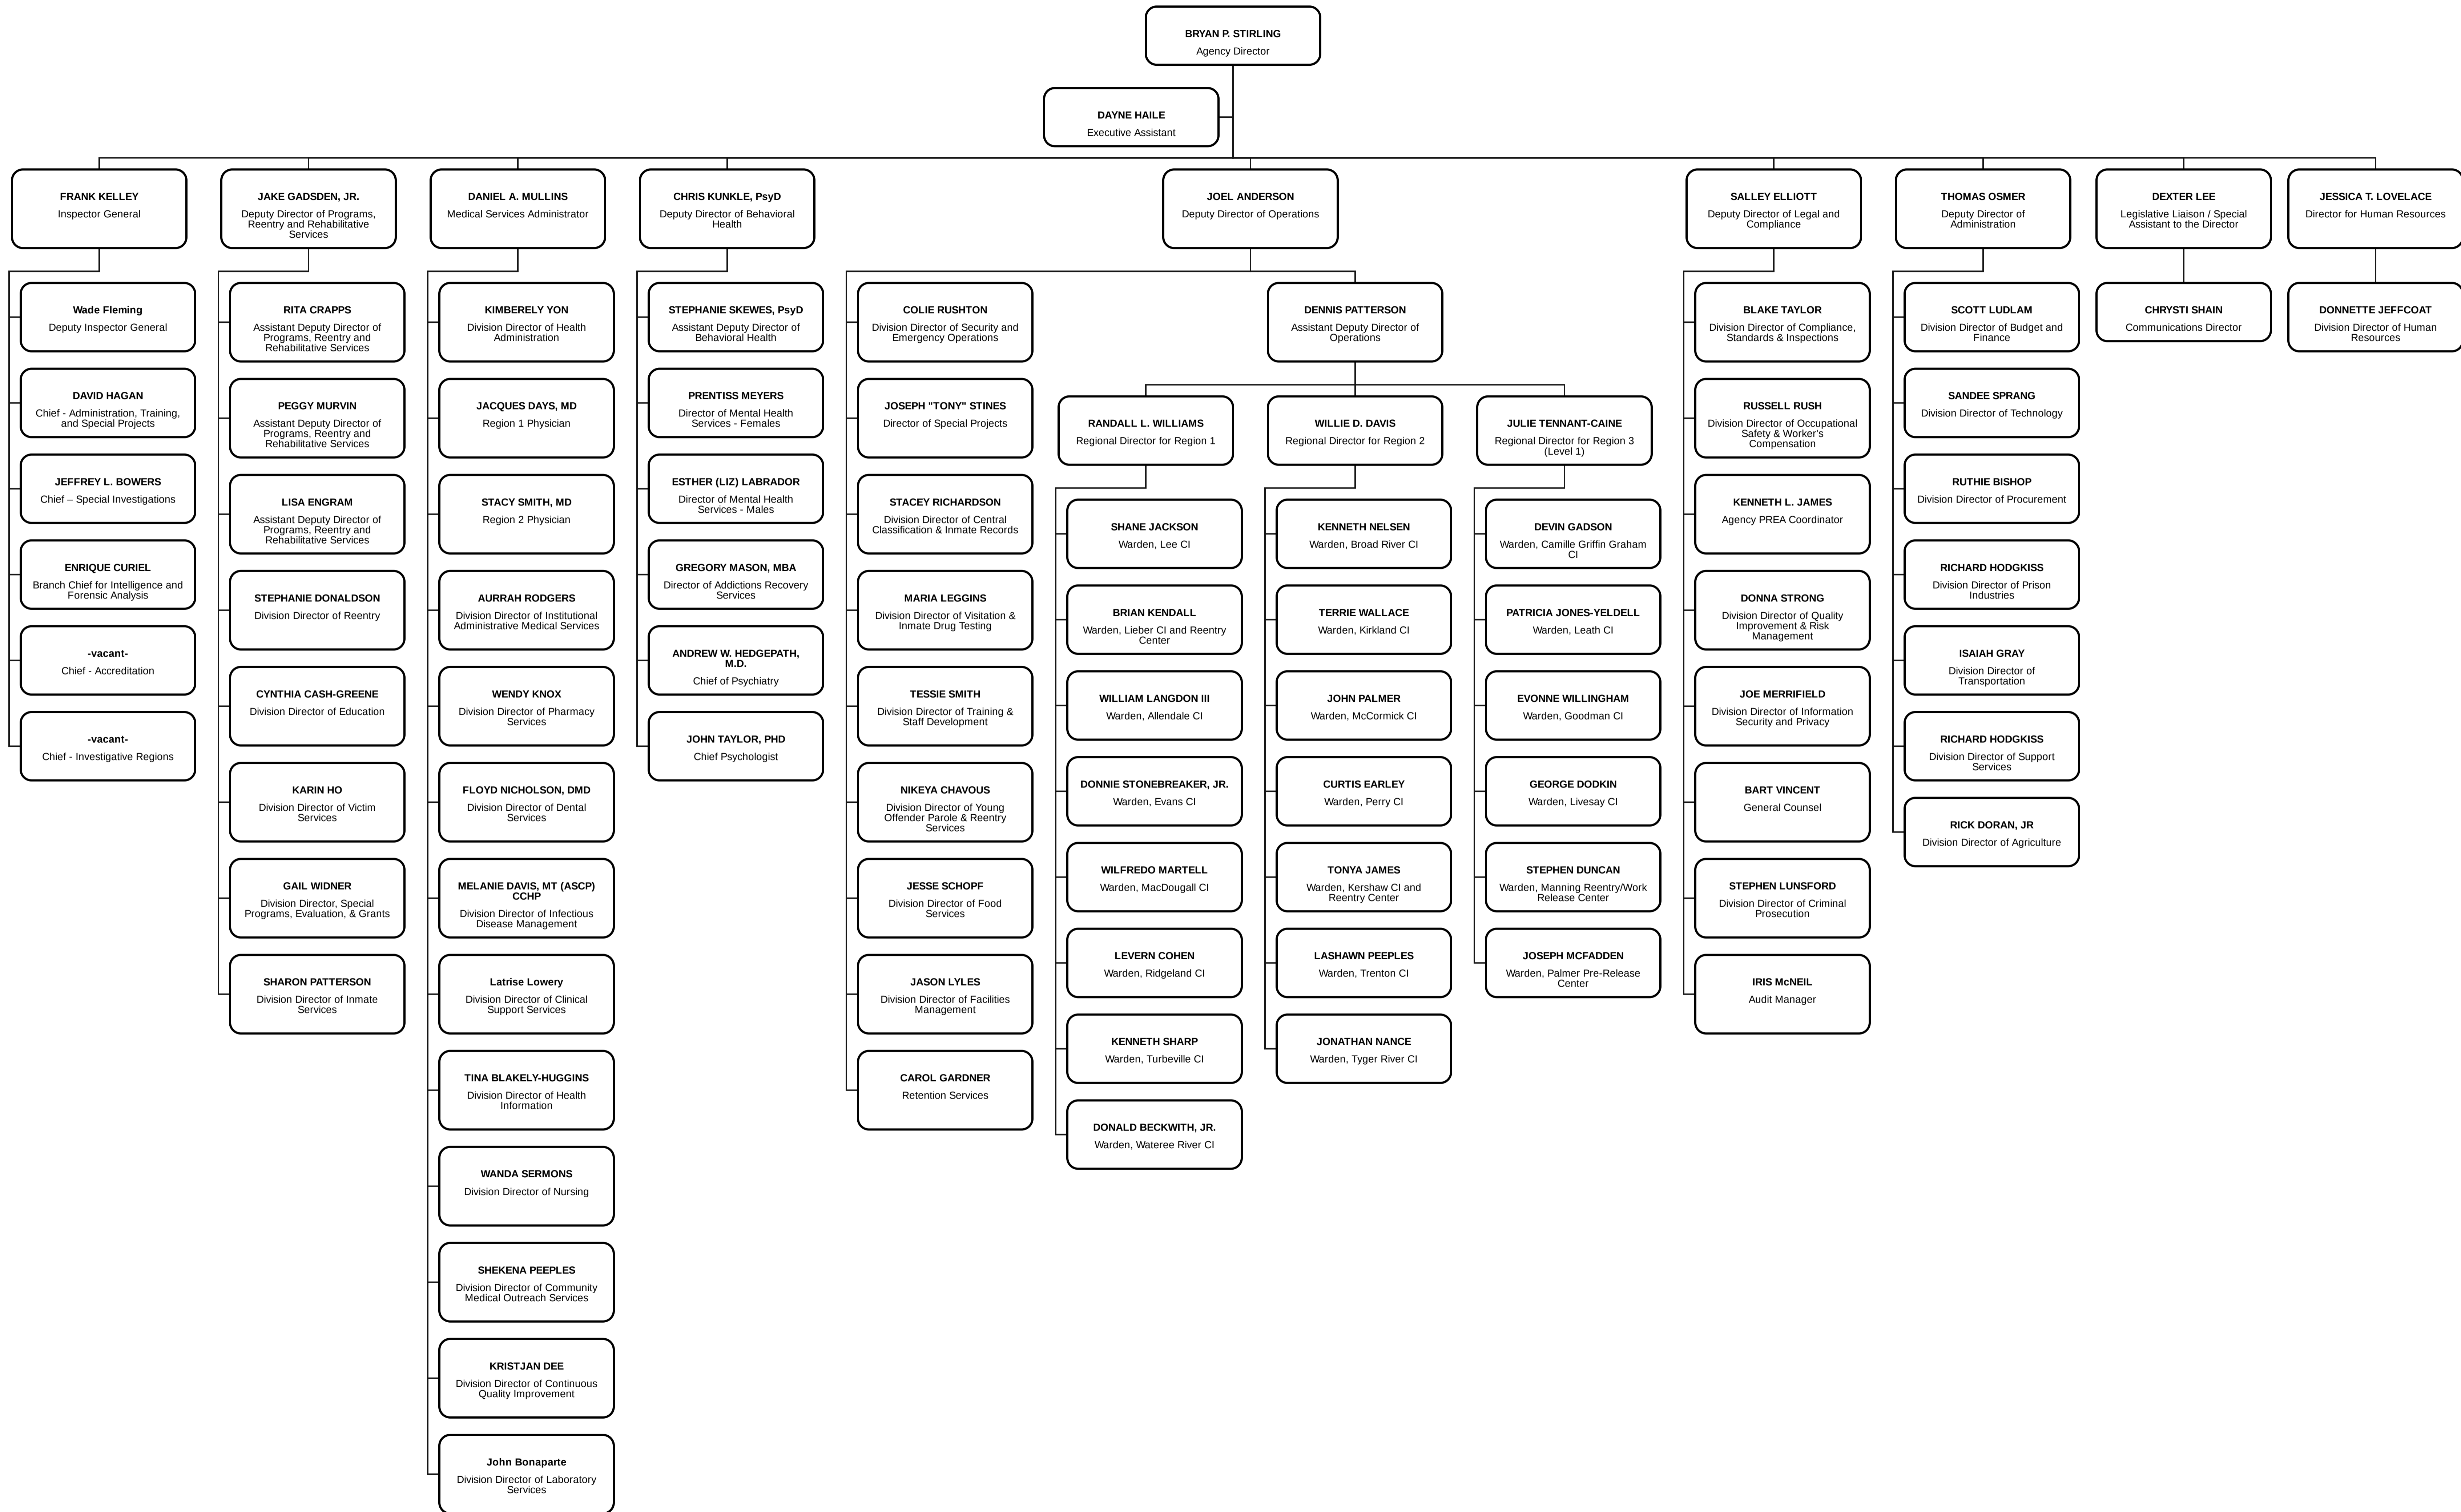 BRYAN P. STIRLING
Agency Director
DAYNE HAILE
Executive Assistant
FRANK KELLEY
Inspector General
JAKE GADSDEN, JR.
Deputy Director of Programs,
Reentry and Rehabilitative
Services
DANIEL A. MULLINS
Medical Services Administrator
CHRIS KUNKLE, PsyD
Deputy Director of Behavioral
Health
JOEL ANDERSON
Deputy Director of Operations
SALLEY ELLIOTT
Deputy Director of Legal and
Compliance
THOMAS OSMER
Deputy Director of
Administration
DEXTER LEE
Legislative Liaison / Special
Assistant to the Director
JESSICA T. LOVELACE
Director for Human Resources
Wade Fleming
Deputy Inspector General
DAVID HAGAN
Chief - Administration, Training,
and Special Projects
JEFFREY L. BOWERS
Chief – Special Investigations
ENRIQUE CURIEL
Branch Chief for Intelligence and
Forensic Analysis
-vacant-
Chief - Accreditation
-vacant-
Chief - Investigative Regions
RITA CRAPPS
Assistant Deputy Director of
Programs, Reentry and
Rehabilitative Services
PEGGY MURVIN
Assistant Deputy Director of
Programs, Reentry and
Rehabilitative Services
LISA ENGRAM
Assistant Deputy Director of
Programs, Reentry and
Rehabilitative Services
STEPHANIE DONALDSON
Division Director of Reentry
CYNTHIA CASH-GREENE
Division Director of Education
KARIN HO
Division Director of Victim
Services
GAIL WIDNER
Division Director, Special
Programs, Evaluation, & Grants
SHARON PATTERSON
Division Director of Inmate
Services
KIMBERELY YON
Division Director of Health
Administration
JACQUES DAYS, MD
Region 1 Physician
STACY SMITH, MD
Region 2 Physician
AURRAH RODGERS
Division Director of Institutional
Administrative Medical Services
WENDY KNOX
Division Director of Pharmacy
Services
FLOYD NICHOLSON, DMD
Division Director of Dental
Services
MELANIE DAVIS, MT (ASCP)
CCHP
Division Director of Infectious
Disease Management
Latrise Lowery
Division Director of Clinical
Support Services
TINA BLAKELY-HUGGINS
Division Director of Health
Information
WANDA SERMONS
Division Director of Nursing
SHEKENA PEEPLES
Division Director of Community
Medical Outreach Services
KRISTJAN DEE
Division Director of Continuous
Quality Improvement
John Bonaparte
Division Director of Laboratory
Services
STEPHANIE SKEWES, PsyD
Assistant Deputy Director of
Behavioral Health
PRENTISS MEYERS
Director of Mental Health
Services - Females
ESTHER (LIZ) LABRADOR
Director of Mental Health
Services - Males
GREGORY MASON, MBA
Director of Addictions Recovery
Services
ANDREW W. HEDGEPATH,
M.D.
Chief of Psychiatry
JOHN TAYLOR, PHD
Chief Psychologist
COLIE RUSHTON
Division Director of Security and
Emergency Operations
JOSEPH "TONY" STINES
Director of Special Projects
STACEY RICHARDSON
Division Director of Central
Classification & Inmate Records
MARIA LEGGINS
Division Director of Visitation &
Inmate Drug Testing
TESSIE SMITH
Division Director of Training &
Staff Development
NIKEYA CHAVOUS
Division Director of Young
Offender Parole & Reentry
Services
JESSE SCHOPF
Division Director of Food
Services
JASON LYLES
Division Director of Facilities
Management
CAROL GARDNER
Retention Services
DENNIS PATTERSON
Assistant Deputy Director of
Operations
RANDALL L. WILLIAMS
Regional Director for Region 1
WILLIE D. DAVIS
Regional Director for Region 2
JULIE TENNANT-CAINE
Regional Director for Region 3
(Level 1)
SHANE JACKSON
Warden, Lee CI
BRIAN KENDALL
Warden, Lieber CI and Reentry
Center
WILLIAM LANGDON III
Warden, Allendale CI
DONNIE STONEBREAKER, JR.
Warden, Evans CI
WILFREDO MARTELL
Warden, MacDougall CI
LEVERN COHEN
Warden, Ridgeland CI
KENNETH SHARP
Warden, Turbeville CI
DONALD BECKWITH, JR.
Warden, Wateree River CI
KENNETH NELSEN
Warden, Broad River CI
TERRIE WALLACE
Warden, Kirkland CI
JOHN PALMER
Warden, McCormick CI
CURTIS EARLEY
Warden, Perry CI
TONYA JAMES
Warden, Kershaw CI and
Reentry Center
LASHAWN PEEPLES
Warden, Trenton CI
JONATHAN NANCE
Warden, Tyger River CI
DEVIN GADSON
Warden, Camille Griffin Graham
CI
PATRICIA JONES-YELDELL
Warden, Leath CI
EVONNE WILLINGHAM
Warden, Goodman CI
GEORGE DODKIN
Warden, Livesay CI
STEPHEN DUNCAN
Warden, Manning Reentry/Work
Release Center
JOSEPH MCFADDEN
Warden, Palmer Pre-Release
Center
BLAKE TAYLOR
Division Director of Compliance,
Standards & Inspections
RUSSELL RUSH
Division Director of Occupational
Safety & Worker's
Compensation
KENNETH L. JAMES
Agency PREA Coordinator
DONNA STRONG
Division Director of Quality
Improvement & Risk
Management
JOE MERRIFIELD
Division Director of Information
Security and Privacy
BART VINCENT
General Counsel
STEPHEN LUNSFORD
Division Director of Criminal
Prosecution
IRIS McNEIL
Audit Manager
SCOTT LUDLAM
Division Director of Budget and
Finance
SANDEE SPRANG
Division Director of Technology
RUTHIE BISHOP
Division Director of Procurement
RICHARD HODGKISS
Division Director of Prison
Industries
ISAIAH GRAY
Division Director of
Transportation
RICHARD HODGKISS
Division Director of Support
Services
RICK DORAN, JR
Division Director of Agriculture
CHRYSTI SHAIN
Communications Director
DONNETTE JEFFCOAT
Division Director of Human
Resources